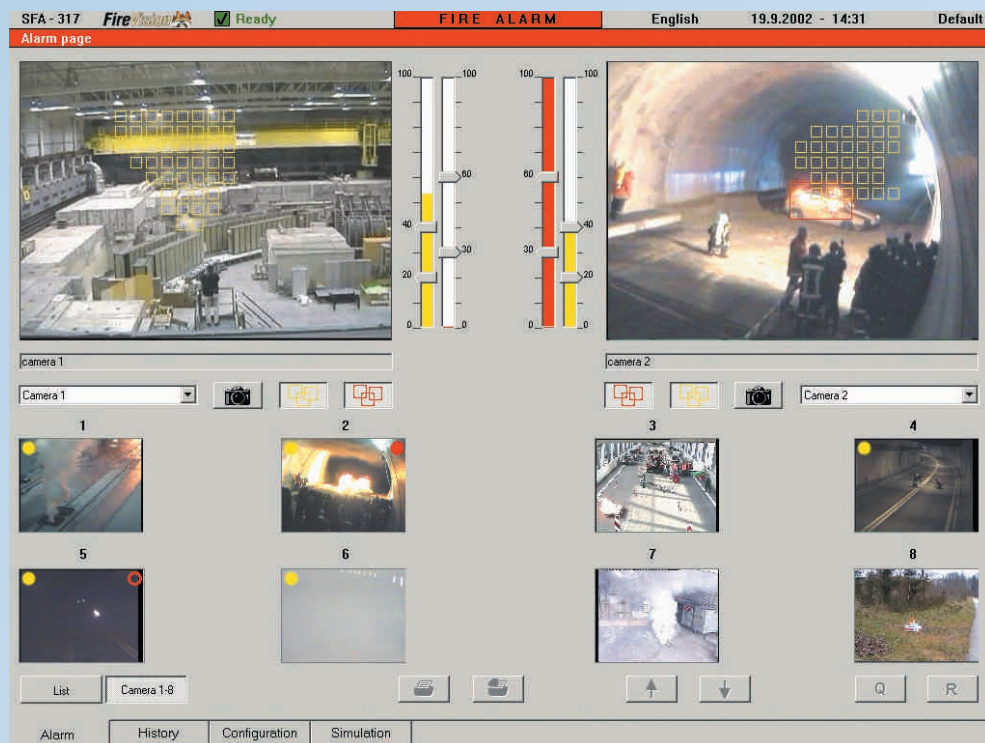 SFA - 317 FireVision Ready FIRE ALARM English 19.9.2002 - 14:31 Default
Alarm page
100 100 100 100
60 60
40 40
30 30
20 20
0 0 0 0
camera 1 camera 2
Camera 1 Camera 2
1 2 3 4
5 6 7 8
List Camera 1-8 Q R
Alarm History Configuration Simulation